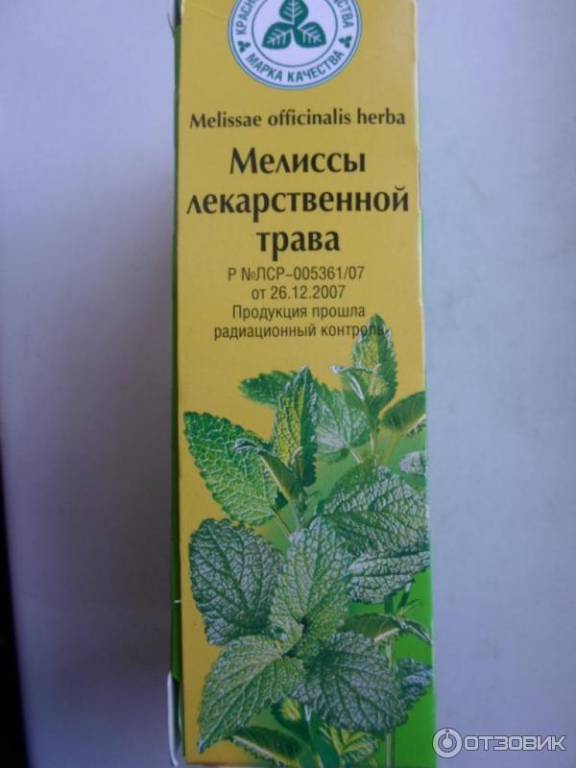 МАРКА КАЧЕСТВА
Melissae officinalis herba
Мелиссы
лекарственной
трава
Р №ЛСР-005361/07
от 26.12.2007
Продукция прошла
радиационный контроль
ОТЗОВИК